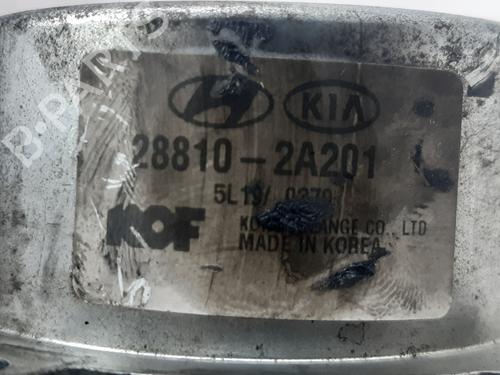 B-PARTS
KIA
28810-2A201
5L19/
KOF
CO., LTD
MADE IN KOREA